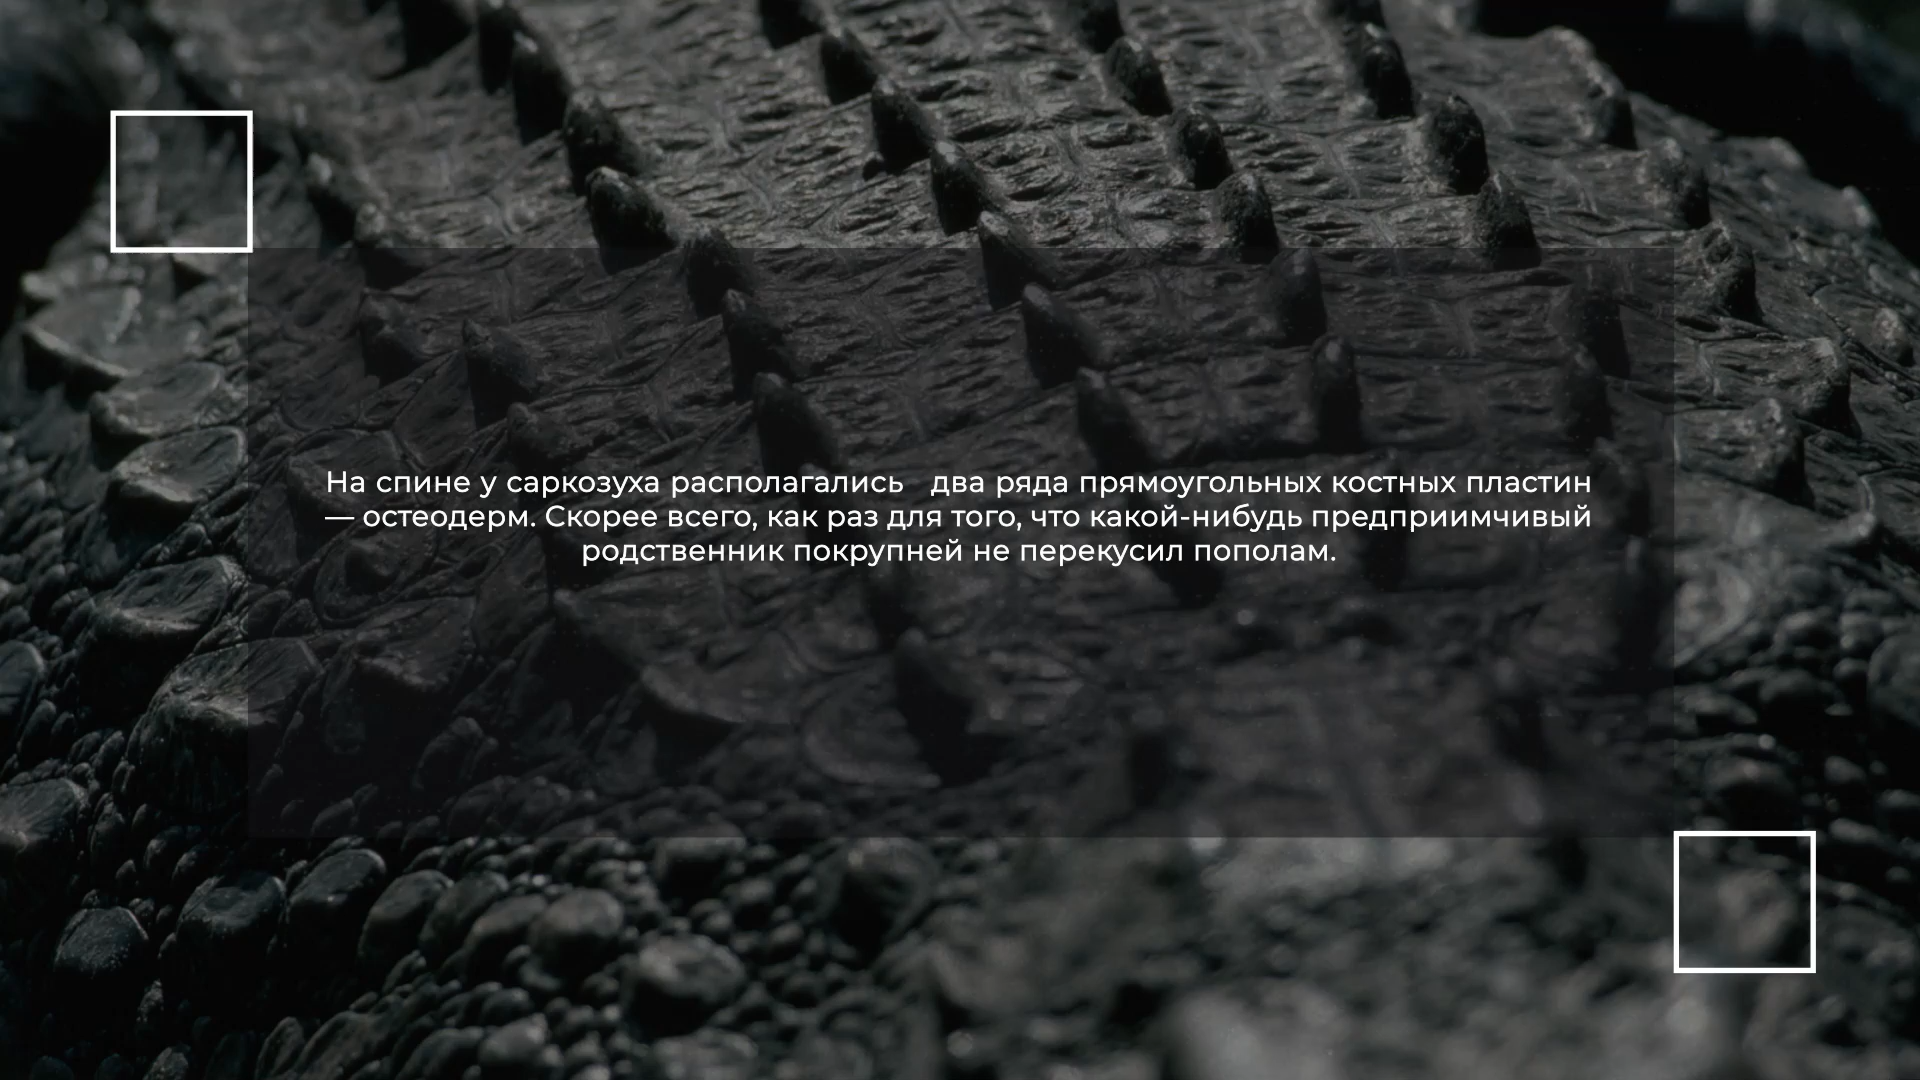 На спине у саркозуха располагались два ряда прямоугольных костных пластин
— остеодерм. Скорее всего, как раз для того, что какой-нибудь предприимчивый
родственник покрупней не перекусил пополам.